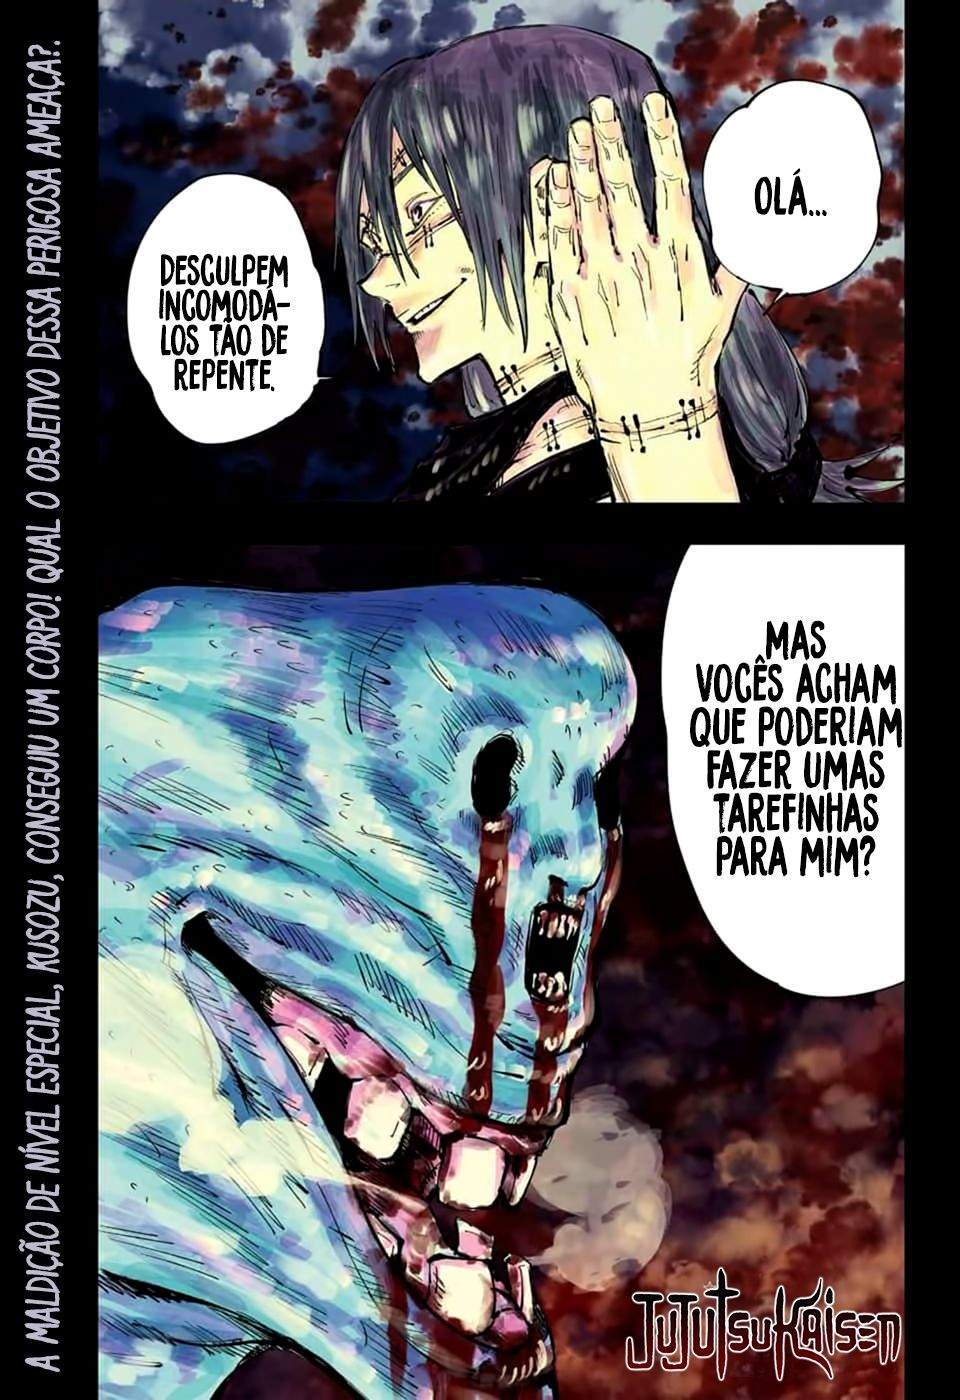 A MALDIÇÃO DE NÍVEL ESPECIAL, KUSOZU, CONSEGUIU UM CORPO! QUAL O OBJETIVO DESSA PERIGOSA AMEAÇA?.
OLÁ...
DESCULPEM
INCOMODÁ-
LOS TÃO DE
REPENTE.
MAS
VOCÊS ACHAM
QUE PODERIAM
FAZER UMAS
TAREFINHAS
PARA MIM?
JUJUTSU KAISEN